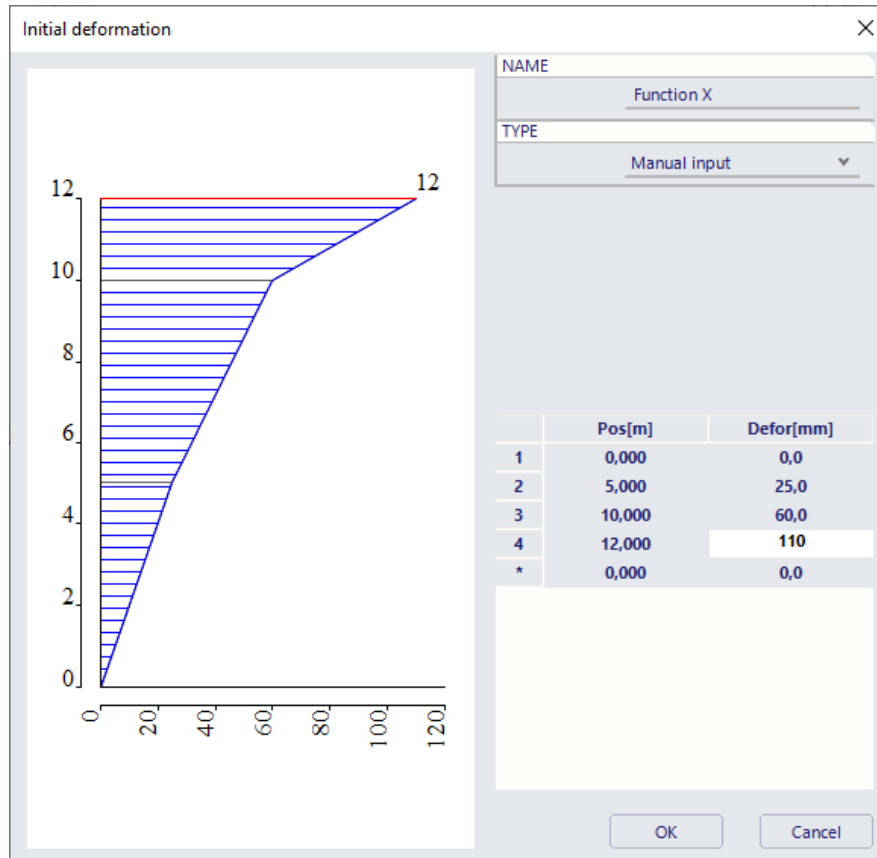 Initial deformation
NAME
Function X
TYPE
Manual input
12
12
10
8
6
4
2
0
0 20 40 60 80 100 120
Pos[m] Defor[mm]
1 0,000 0,0
2 5,000 25,0
3 10,000 60,0
4 12,000 110
* 0,000 0,0
OK Cancel